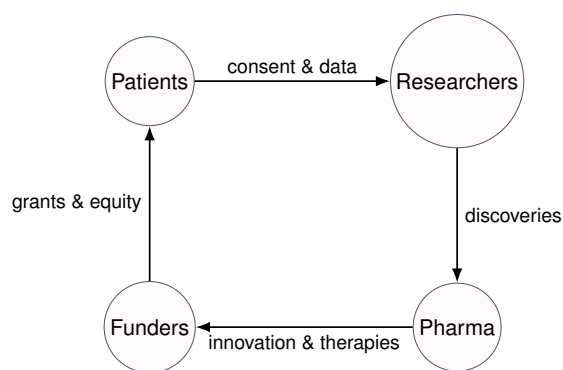 Patients
consent & data
Researchers
grants & equity
discoveries
Funders
innovation & therapies
Pharma